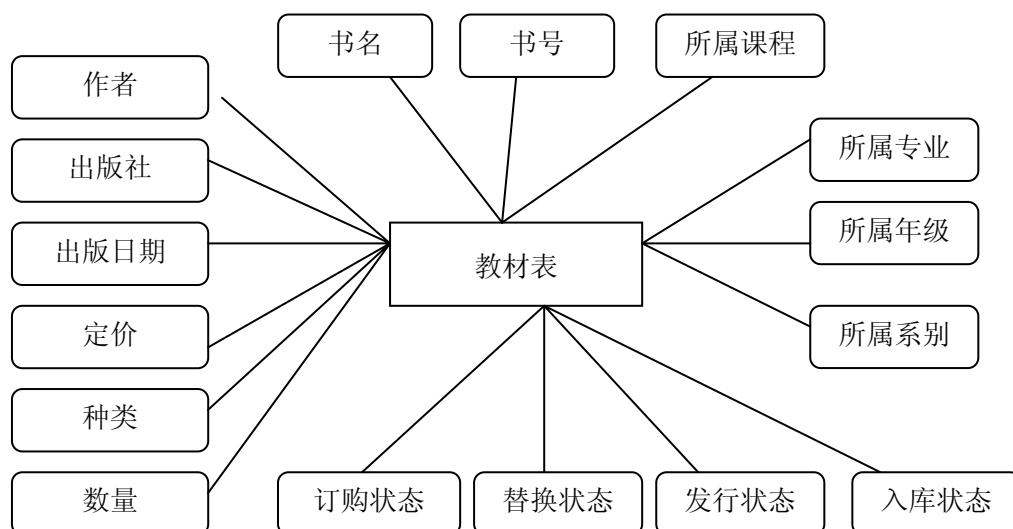 书名
书号
所属课程
作者
出版社
所属专业
出版日期
所属年级
教材表
定价
所属系别
种类
数量
订购状态
替换状态
发行状态
入库状态